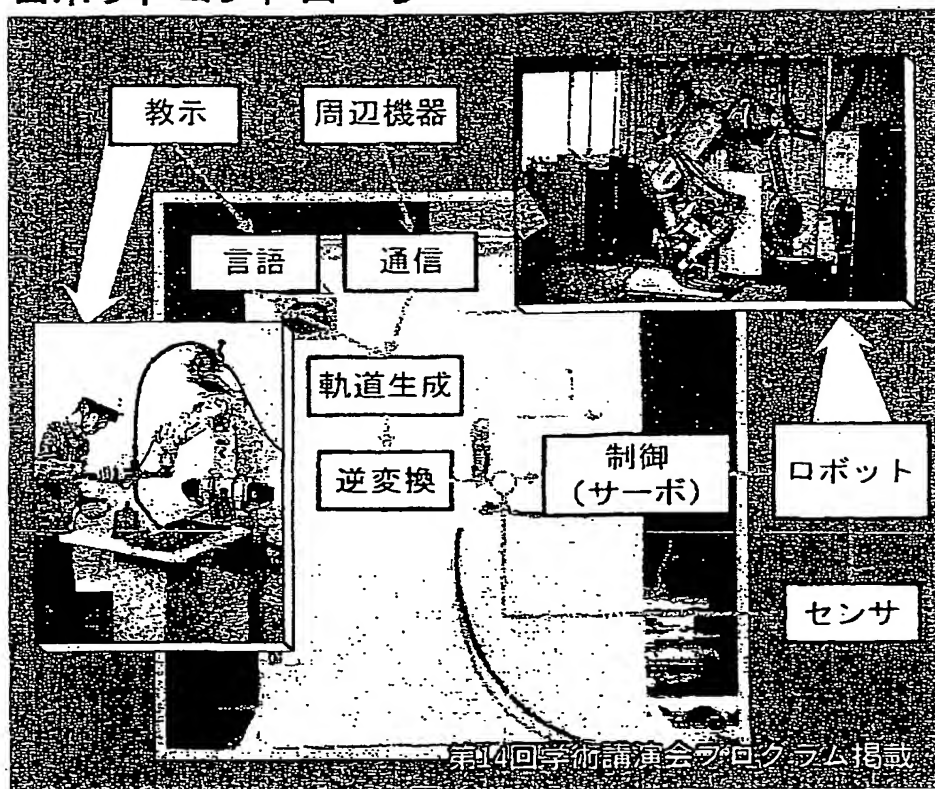 教示
周辺機器
言語
通信
軌道生成
逆変換
制御
(サーボ)
ロボット
センサ
第14回学術講演会プログラム掲載